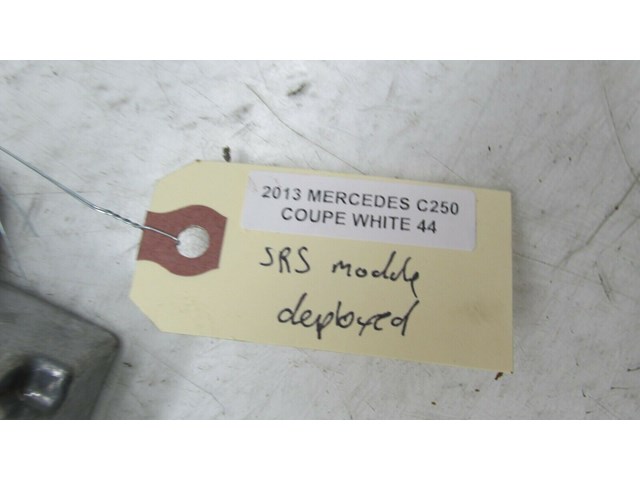 2013 MERCEDES C250
COUPE WHITE 44
SRS module
deployed